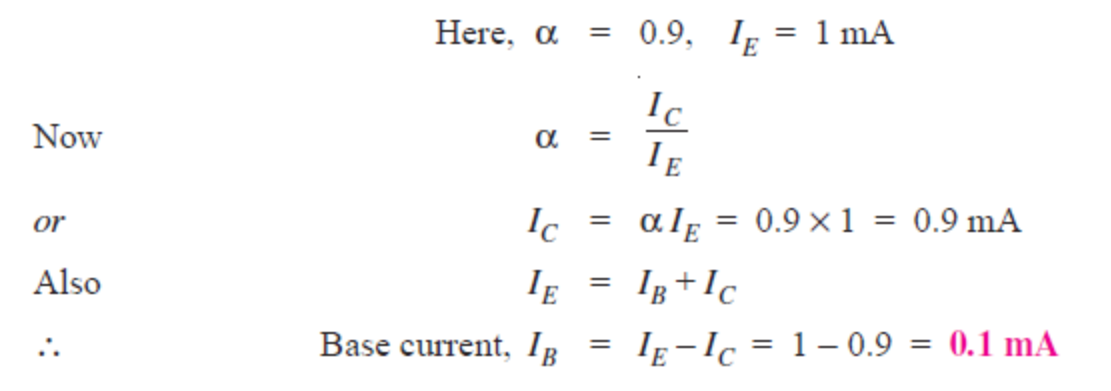 Here, α = 0.9, I_E = 1 mA
Now α = I_C / I_E
or I_C = α I_E = 0.9 × 1 = 0.9 mA
Also I_E = I_B + I_C
∴ Base current, I_B = I_E – I_C = 1 – 0.9 = 0.1 mA